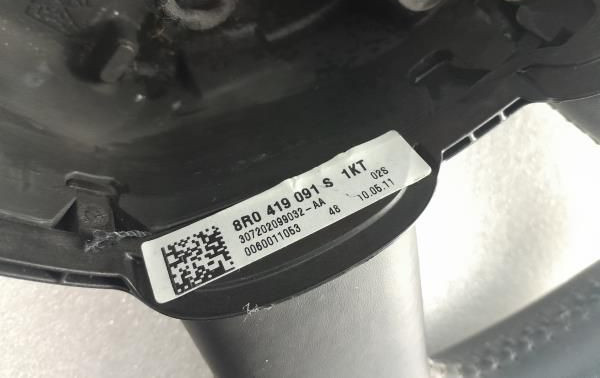 8R0 419 091 S 1KT
307202099032-AA 02S
0060011053 48 10.05.11